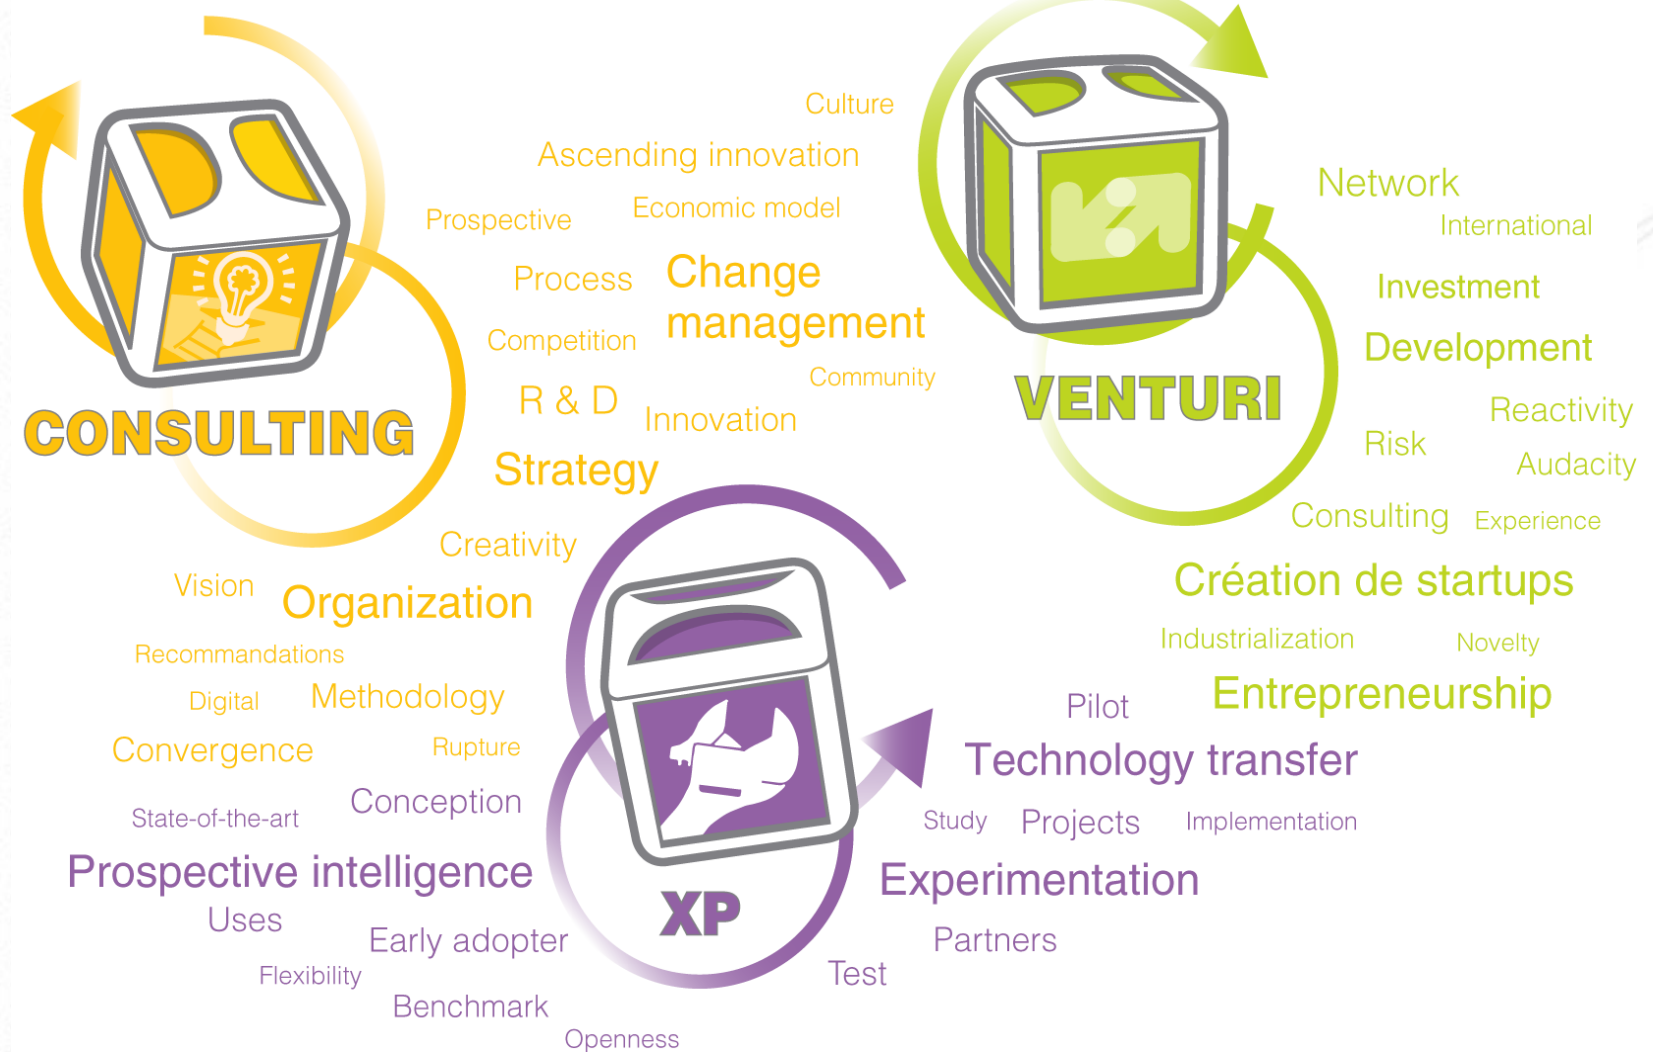 Culture
Ascending innovation
Prospective
Economic model
Process
Change
management
Competition
Community
R & D
Innovation
CONSULTING
Strategy
Creativity
Vision
Organization
Recommandations
Digital
Methodology
Convergence
Rupture
Network
International
Investment
Development
VENTURI
Reactivity
Risk
Audacity
Consulting
Experience
Création de startups
Industrialization
Novelty
Entrepreneurship
Pilot
Technology transfer
Study
Projects
Implementation
Experimentation
Partners
Test
Conception
State-of-the-art
Prospective intelligence
XP
Uses
Early adopter
Flexibility
Benchmark
Openness